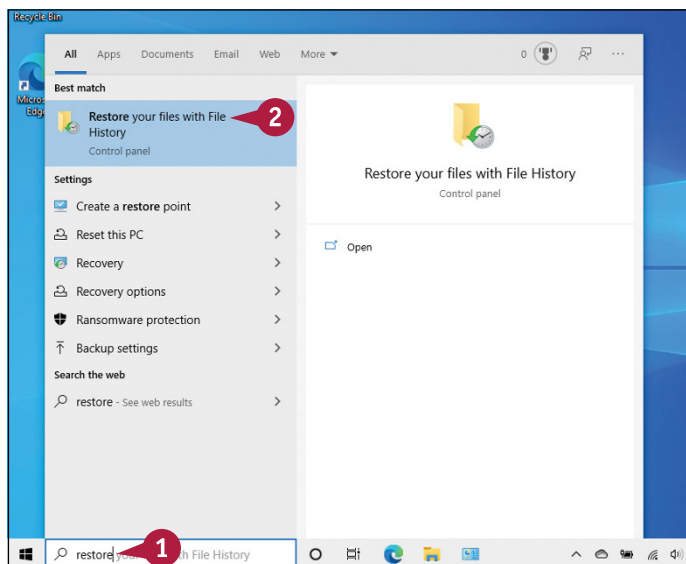 Recycle Bin
All Apps Documents Email Web More 0 ...
Best match
Micros
Edge
Restore your files with File
History
Control panel
2
Restore your files with File History
Control panel
Open
Settings
Create a restore point
Reset this PC
Recovery
Recovery options
Ransomware protection
Backup settings
Search the web
restore - See web results
restore 1 th File History